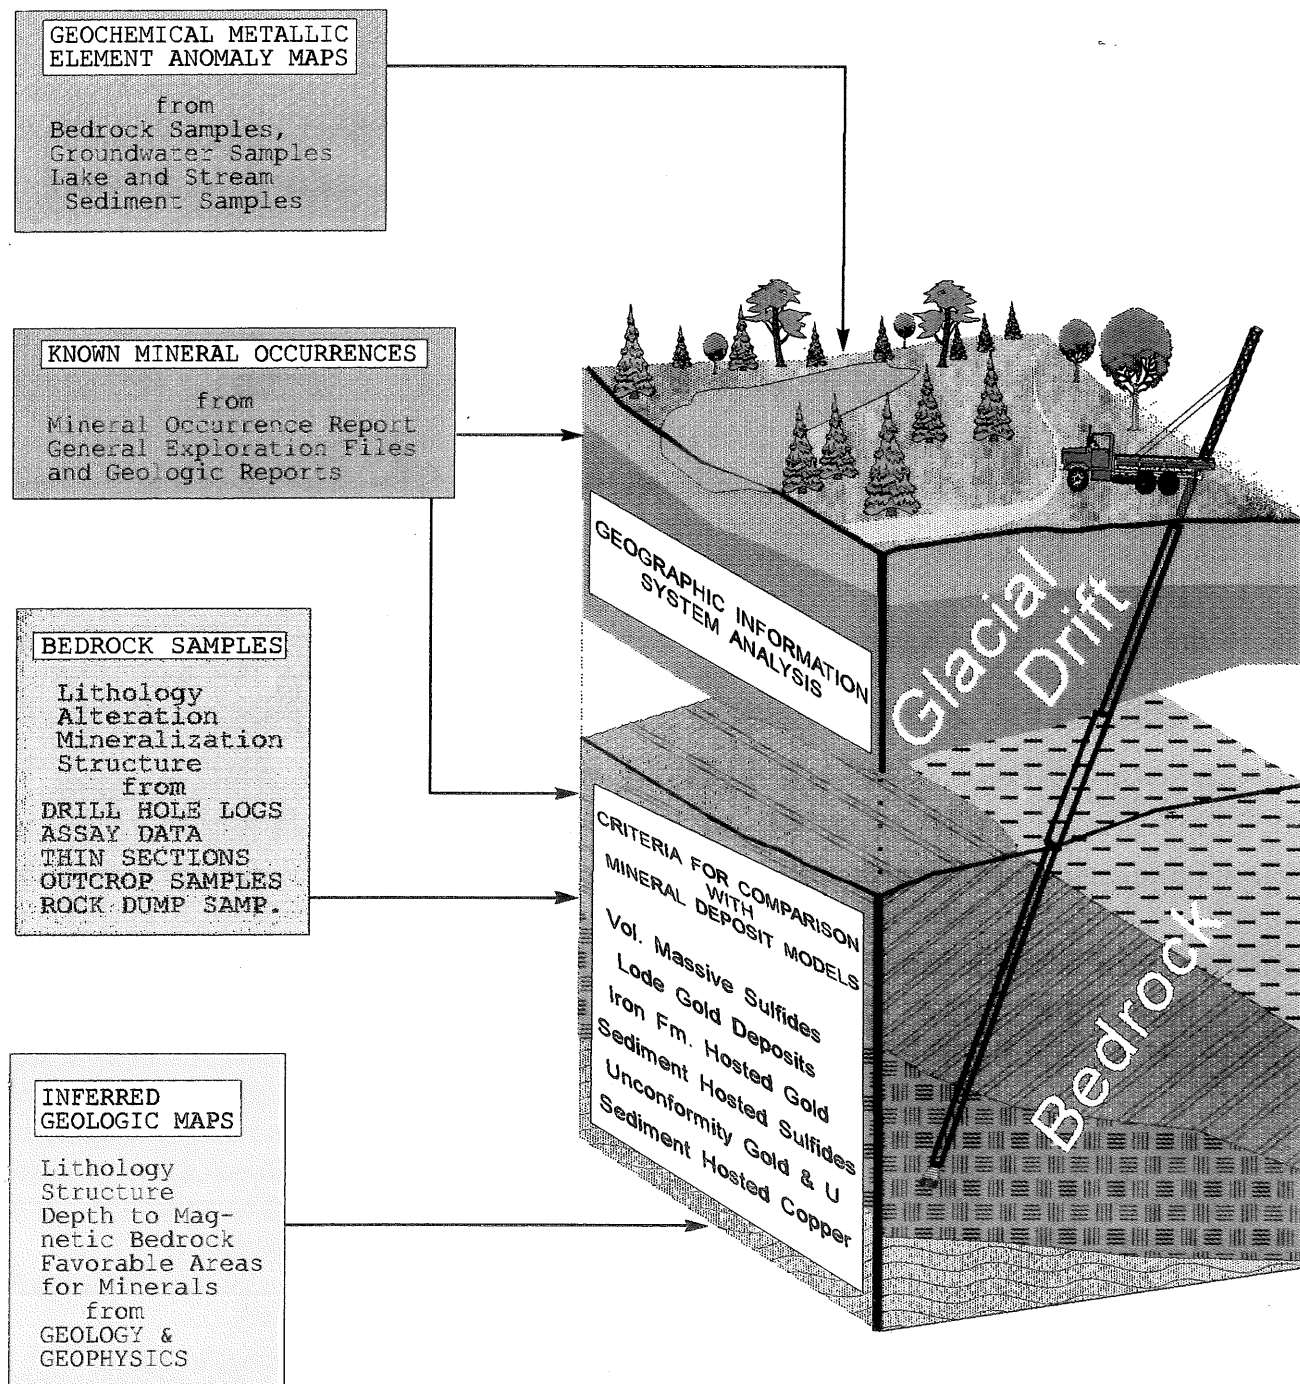 GEOCHEMICAL METALLIC
ELEMENT ANOMALY MAPS
from
Bedrock Samples,
Groundwater Samples
Lake and Stream
Sediment Samples
KNOWN MINERAL OCCURRENCES
from
Mineral Occurrence Report
General Exploration Files
and Geologic Reports
BEDROCK SAMPLES
Lithology
Alteration
Mineralization
Structure
from
DRILL HOLE LOGS
ASSAY DATA
THIN SECTIONS
OUTCROP SAMPLES
ROCK DUMP SAMP.
INFERRED
GEOLOGIC MAPS
Lithology
Structure
Depth to Mag-
netic Bedrock
Favorable Areas
for Minerals
from
GEOLOGY &
GEOPHYSICS
GEOGRAPHIC INFORMATION
SYSTEM ANALYSIS
Glacial
Drift
CRITERIA FOR COMPARISON
WITH
MINERAL DEPOSIT MODELS
Vol. Massive Sulfides
Lode Gold Deposits
Iron Fm. Hosted Gold
Sediment Hosted Sulfides
Unconformity Gold & U
Sediment Hosted Copper
Bedrock